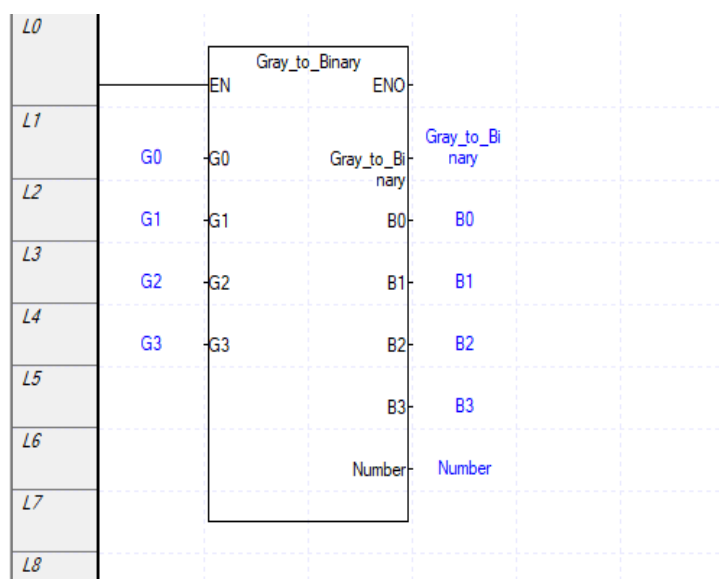 L0
Gray_to_Binary
EN ENO
L1
Gray_to_Bi
nary
G0 G0 Gray_to_Bi
nary
L2
G1 G1 B0 B0
L3
G2 G2 B1 B1
L4
G3 G3 B2 B2
L5
B3 B3
L6
Number Number
L7
L8